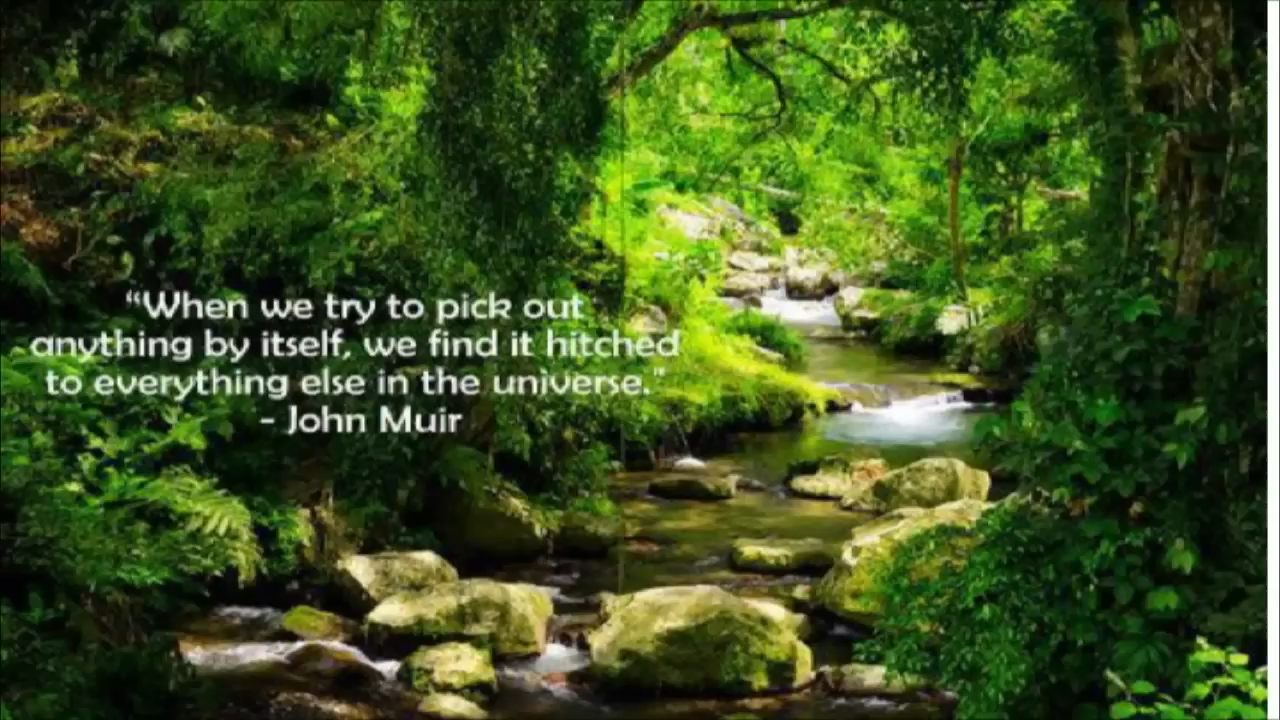 “When we try to pick out
anything by itself, we find it hitched
to everything else in the universe."
- John Muir